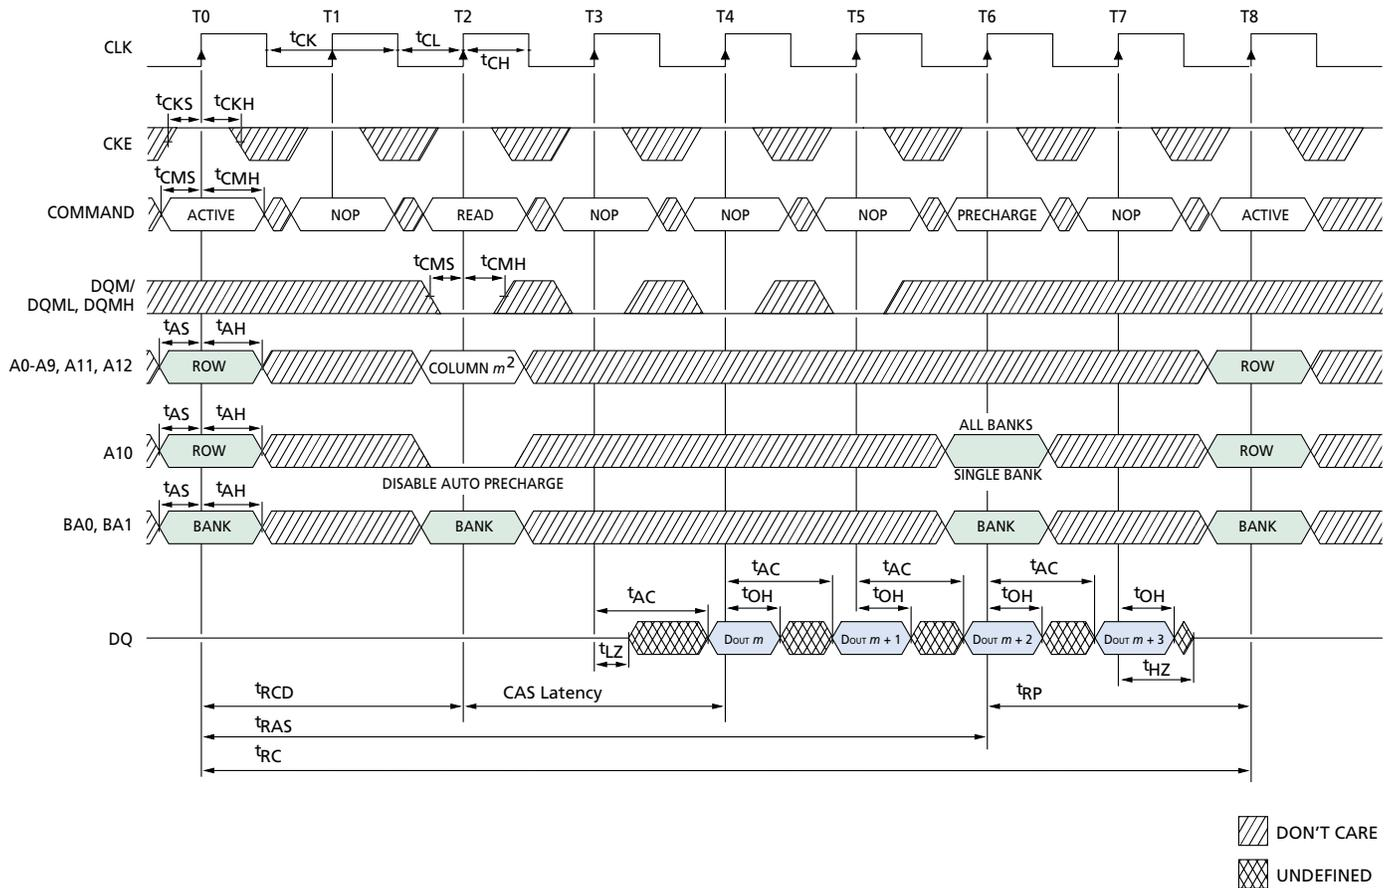 T0 T1 T2 T3 T4 T5 T6 T7 T8
CLK tCK tCL tCH
tCKS tCKH
CKE
tCMS tCMH
COMMAND ACTIVE NOP READ NOP NOP NOP PRECHARGE NOP ACTIVE
tCMS tCMH
DQM/
DQML, DQMH
tAS tAH
A0-A9, A11, A12 ROW COLUMN m2 ROW
tAS tAH ALL BANKS
A10 ROW ROW
DISABLE AUTO PRECHARGE SINGLE BANK
tAS tAH
BA0, BA1 BANK BANK BANK BANK
tAC tAC tAC
tAC tOH tOH tOH tOH
DQ DOUT m DOUT m + 1 DOUT m + 2 DOUT m + 3
tLZ tHZ
tRCD CAS Latency tRP
tRAS
tRC
DON'T CARE
UNDEFINED